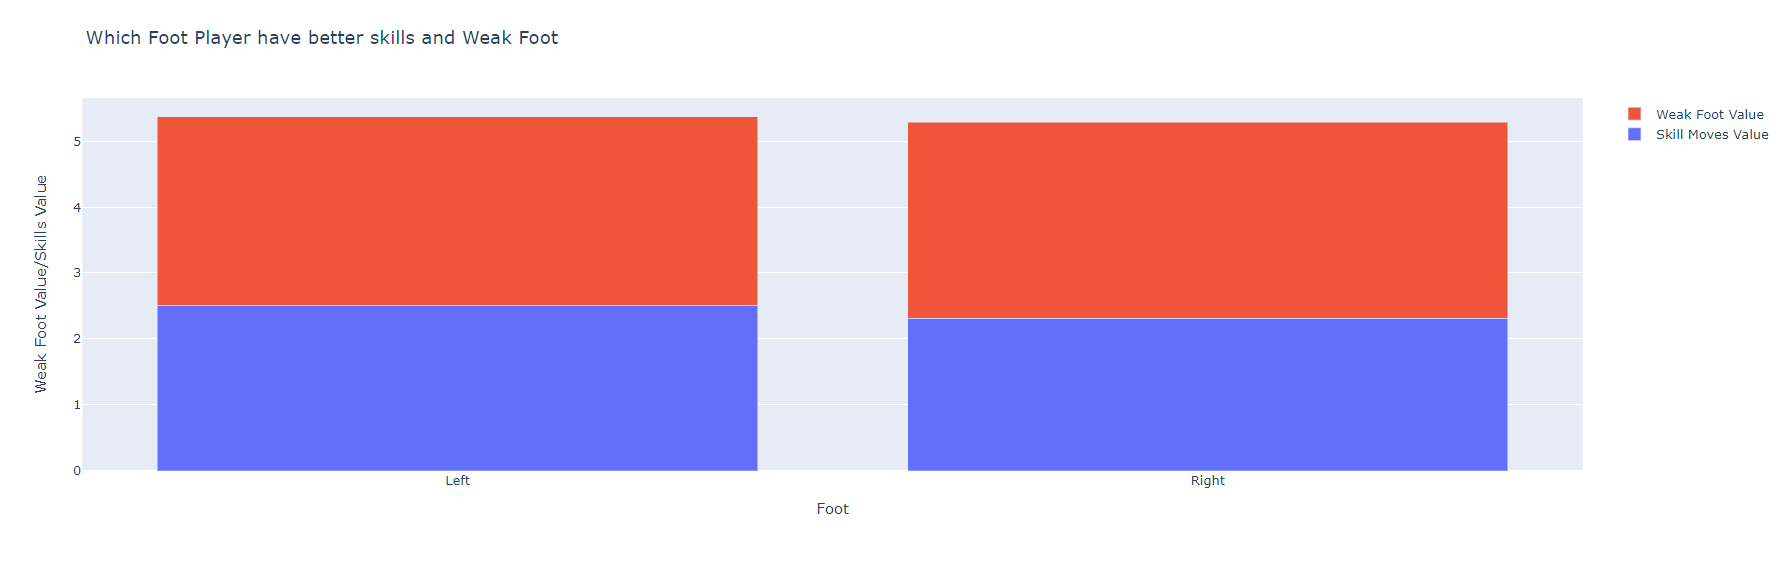 Which Foot Player have better skills and Weak Foot
Weak Foot Value
Skill Moves Value
Weak Foot Value/Skills Value
5
4
3
2
1
0
Left
Right
Foot